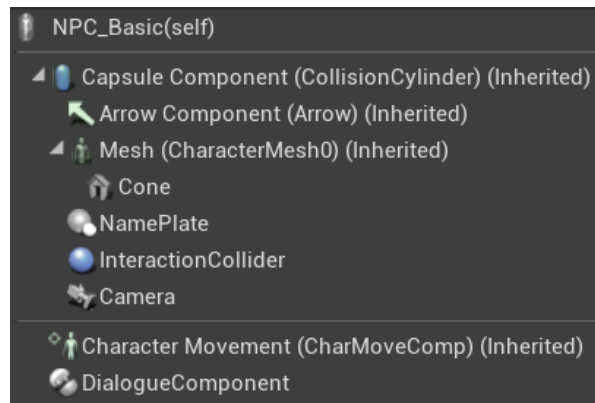 NPC_Basic(self)
Capsule Component (CollisionCylinder) (Inherited)
Arrow Component (Arrow) (Inherited)
Mesh (CharacterMesh0) (Inherited)
Cone
NamePlate
InteractionCollider
Camera
Character Movement (CharMoveComp) (Inherited)
DialogueComponent